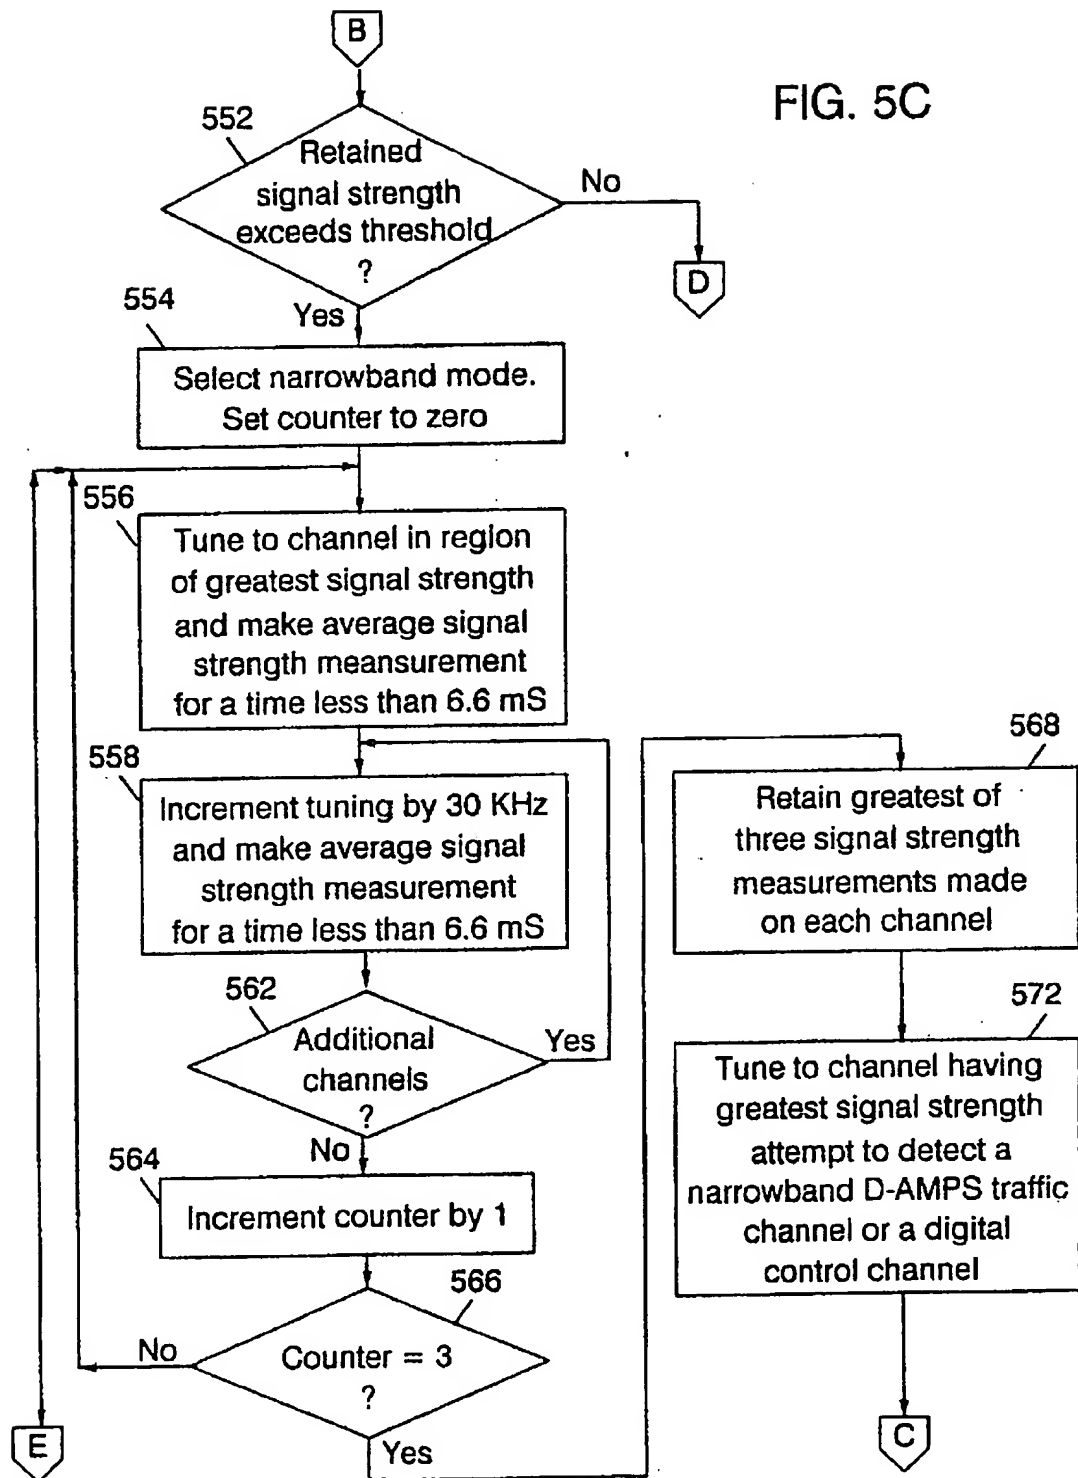 B
FIG. 5C
552
Retained
signal strength
exceeds threshold
?
No
D
Yes
554
Select narrowband mode.
Set counter to zero
556
Tune to channel in region
of greatest signal strength
and make average signal
strength meansurement
for a time less than 6.6 mS
558
Increment tuning by 30 KHz
and make average signal
strength measurement
for a time less than 6.6 mS
562
Additional
channels
?
Yes
No
564
Increment counter by 1
566
Counter = 3
?
No
Yes
E
568
Retain greatest of
three signal strength
measurements made
on each channel
572
Tune to channel having
greatest signal strength
attempt to detect a
narrowband D-AMPS traffic
channel or a digital
control channel
C